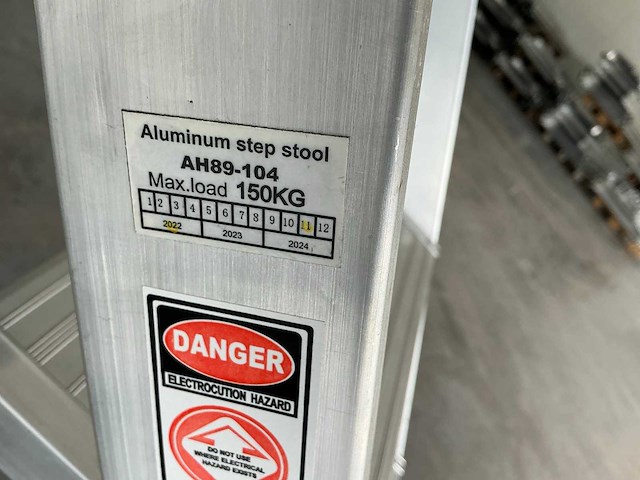 Aluminum step stool
AH89-104
Max.load 150KG
1 2 3 4 5 6 7 8 9 10 11 12
2022 2023 2024
DANGER
ELECTROCUTION HAZARD
DO NOT USE
WHERE ELECTRICAL
HAZARD EXISTS